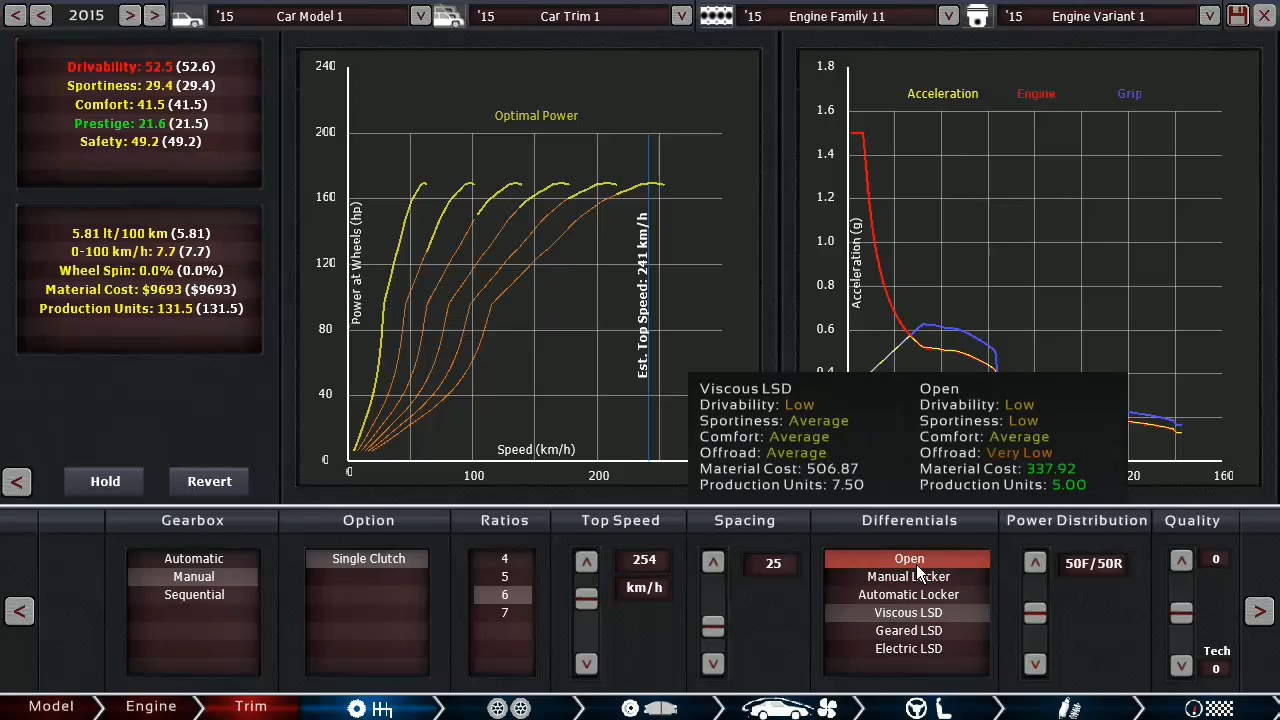 2015
'15 Car Model 1
'15 Car Trim 1
'15 Engine Family 11
'15 Engine Variant 1
Drivability: 52.5 (52.6)
Sportiness: 29.4 (29.4)
Comfort: 41.5 (41.5)
Prestige: 21.6 (21.5)
Safety: 49.2 (49.2)
5.81 lt/100 km (5.81)
0-100 km/h: 7.7 (7.7)
Wheel Spin: 0.0% (0.0%)
Material Cost: $9693 ($9693)
Production Units: 131.5 (131.5)
Hold
Revert
240
200
160
120
80
40
0
Power at Wheels (hp)
Optimal Power
Est. Top Speed: 241 km/h
Speed (km/h)
0
100
200
1.8
1.6
1.4
1.2
1.0
0.8
0.6
0.4
Acceleration (g)
Acceleration
Engine
Grip
20
160
Viscous LSD
Drivability: Low
Sportiness: Average
Comfort: Average
Offroad: Average
Material Cost: 506.87
Production Units: 7.50
Open
Drivability: Low
Sportiness: Low
Comfort: Average
Offroad: Very Low
Material Cost: 337.92
Production Units: 5.00
Gearbox
Automatic
Manual
Sequential
Option
Single Clutch
Ratios
4
5
6
7
Top Speed
254
km/h
Spacing
25
Differentials
Open
Manual Locker
Automatic Locker
Viscous LSD
Geared LSD
Electric LSD
Power Distribution
50F/50R
Quality
0
Tech
0
Model
Engine
Trim